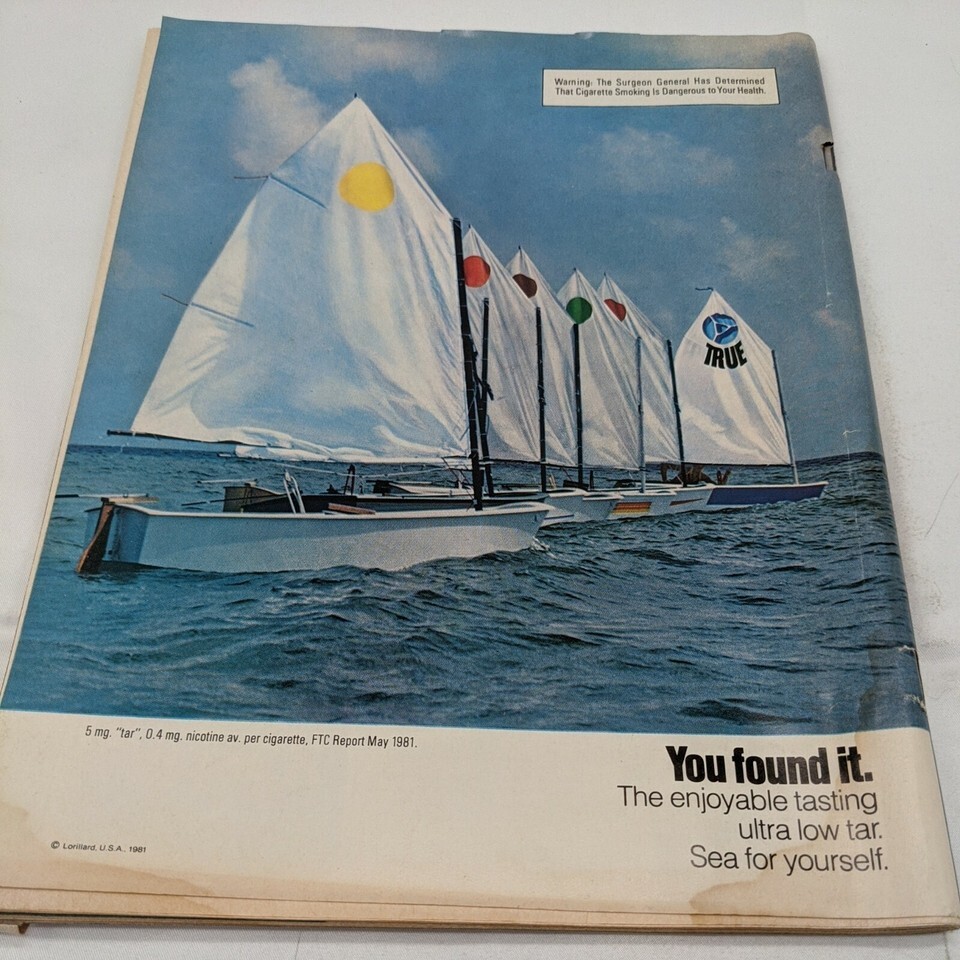 Warning: The Surgeon General Has Determined
That Cigarette Smoking Is Dangerous to Your Health.
TRUE
5 mg. "tar", 0.4 mg. nicotine av. per cigarette, FTC Report May 1981.
You found it.
The enjoyable tasting
ultra low tar.
Sea for yourself.
© Lorillard, U.S.A., 1981